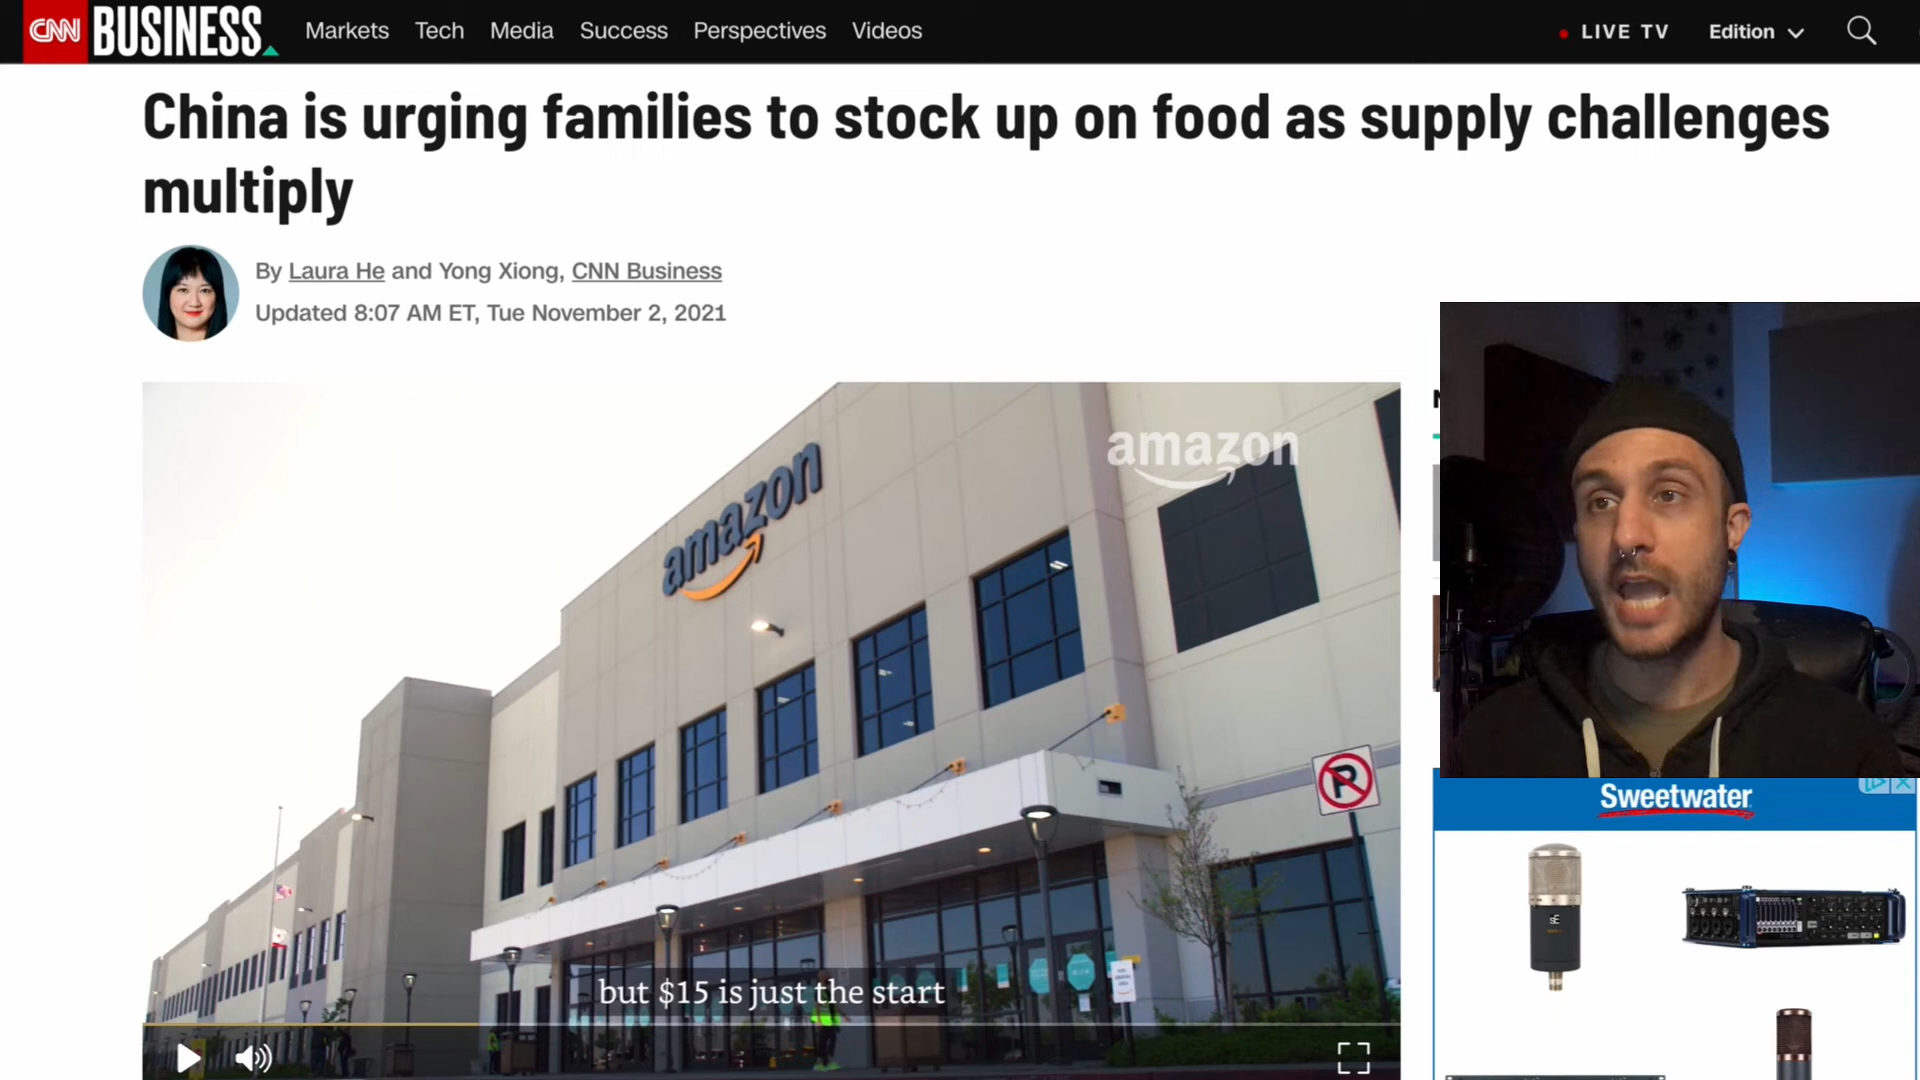 CNN BUSINESS Markets Tech Media Success Perspectives Videos LIVE TV Edition
China is urging families to stock up on food as supply challenges
multiply
By Laura He and Yong Xiong, CNN Business
Updated 8:07 AM ET, Tue November 2, 2021
amazon
amazon
P
Sweetwater
sE
but $15 is just the start